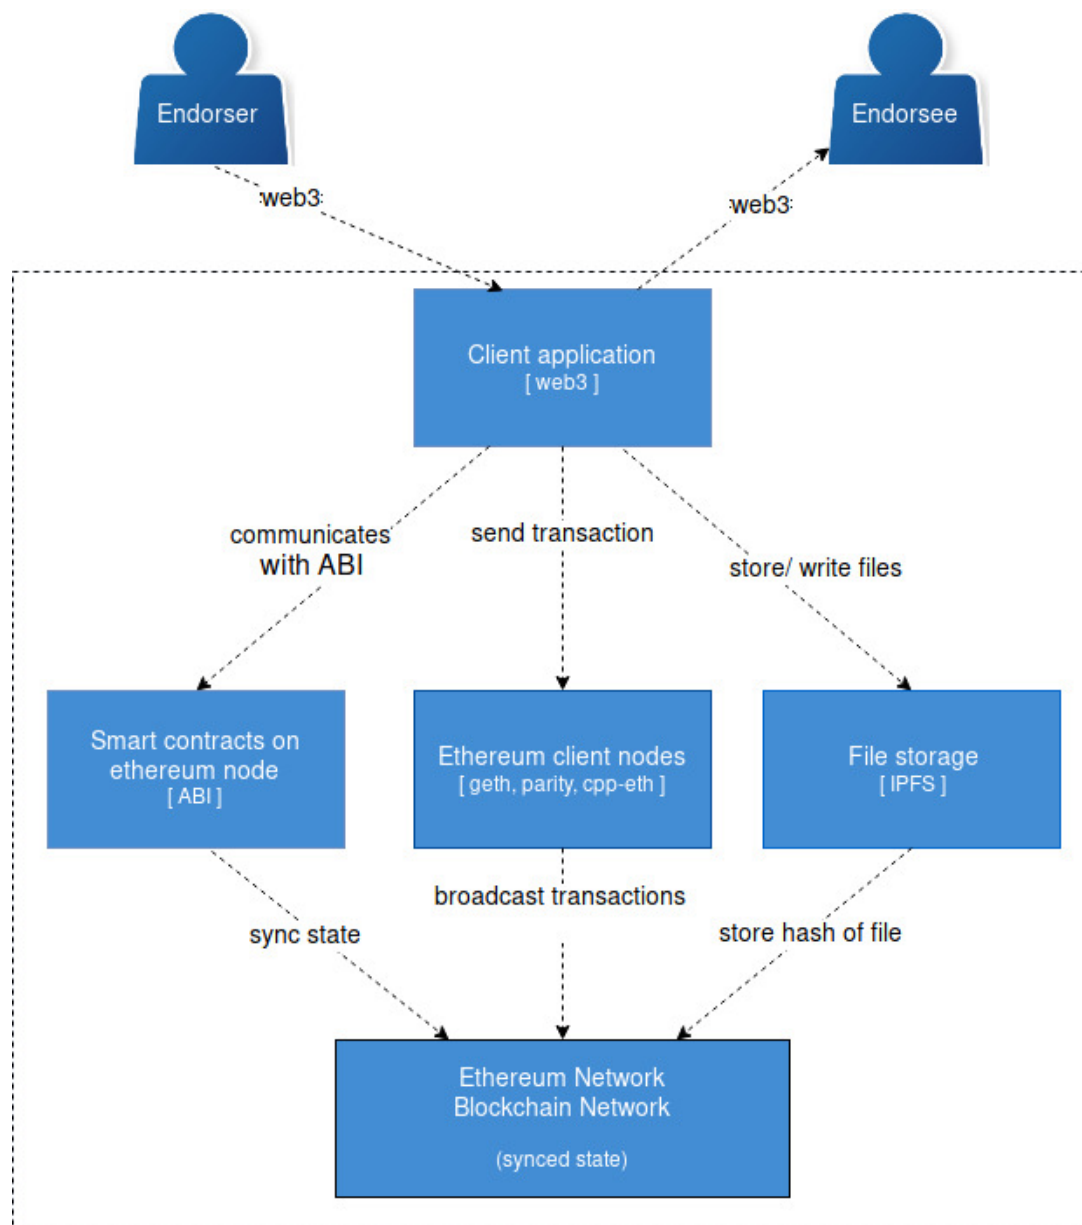 Endorser
Endorsee
web3
web3
Client application
[ web3 ]
communicates
with ABI
send transaction
store/ write files
Smart contracts on
ethereum node
[ ABI ]
Ethereum client nodes
[ geth, parity, cpp-eth ]
File storage
[ IPFS ]
sync state
broadcast transactions
store hash of file
Ethereum Network
Blockchain Network
(synced state)